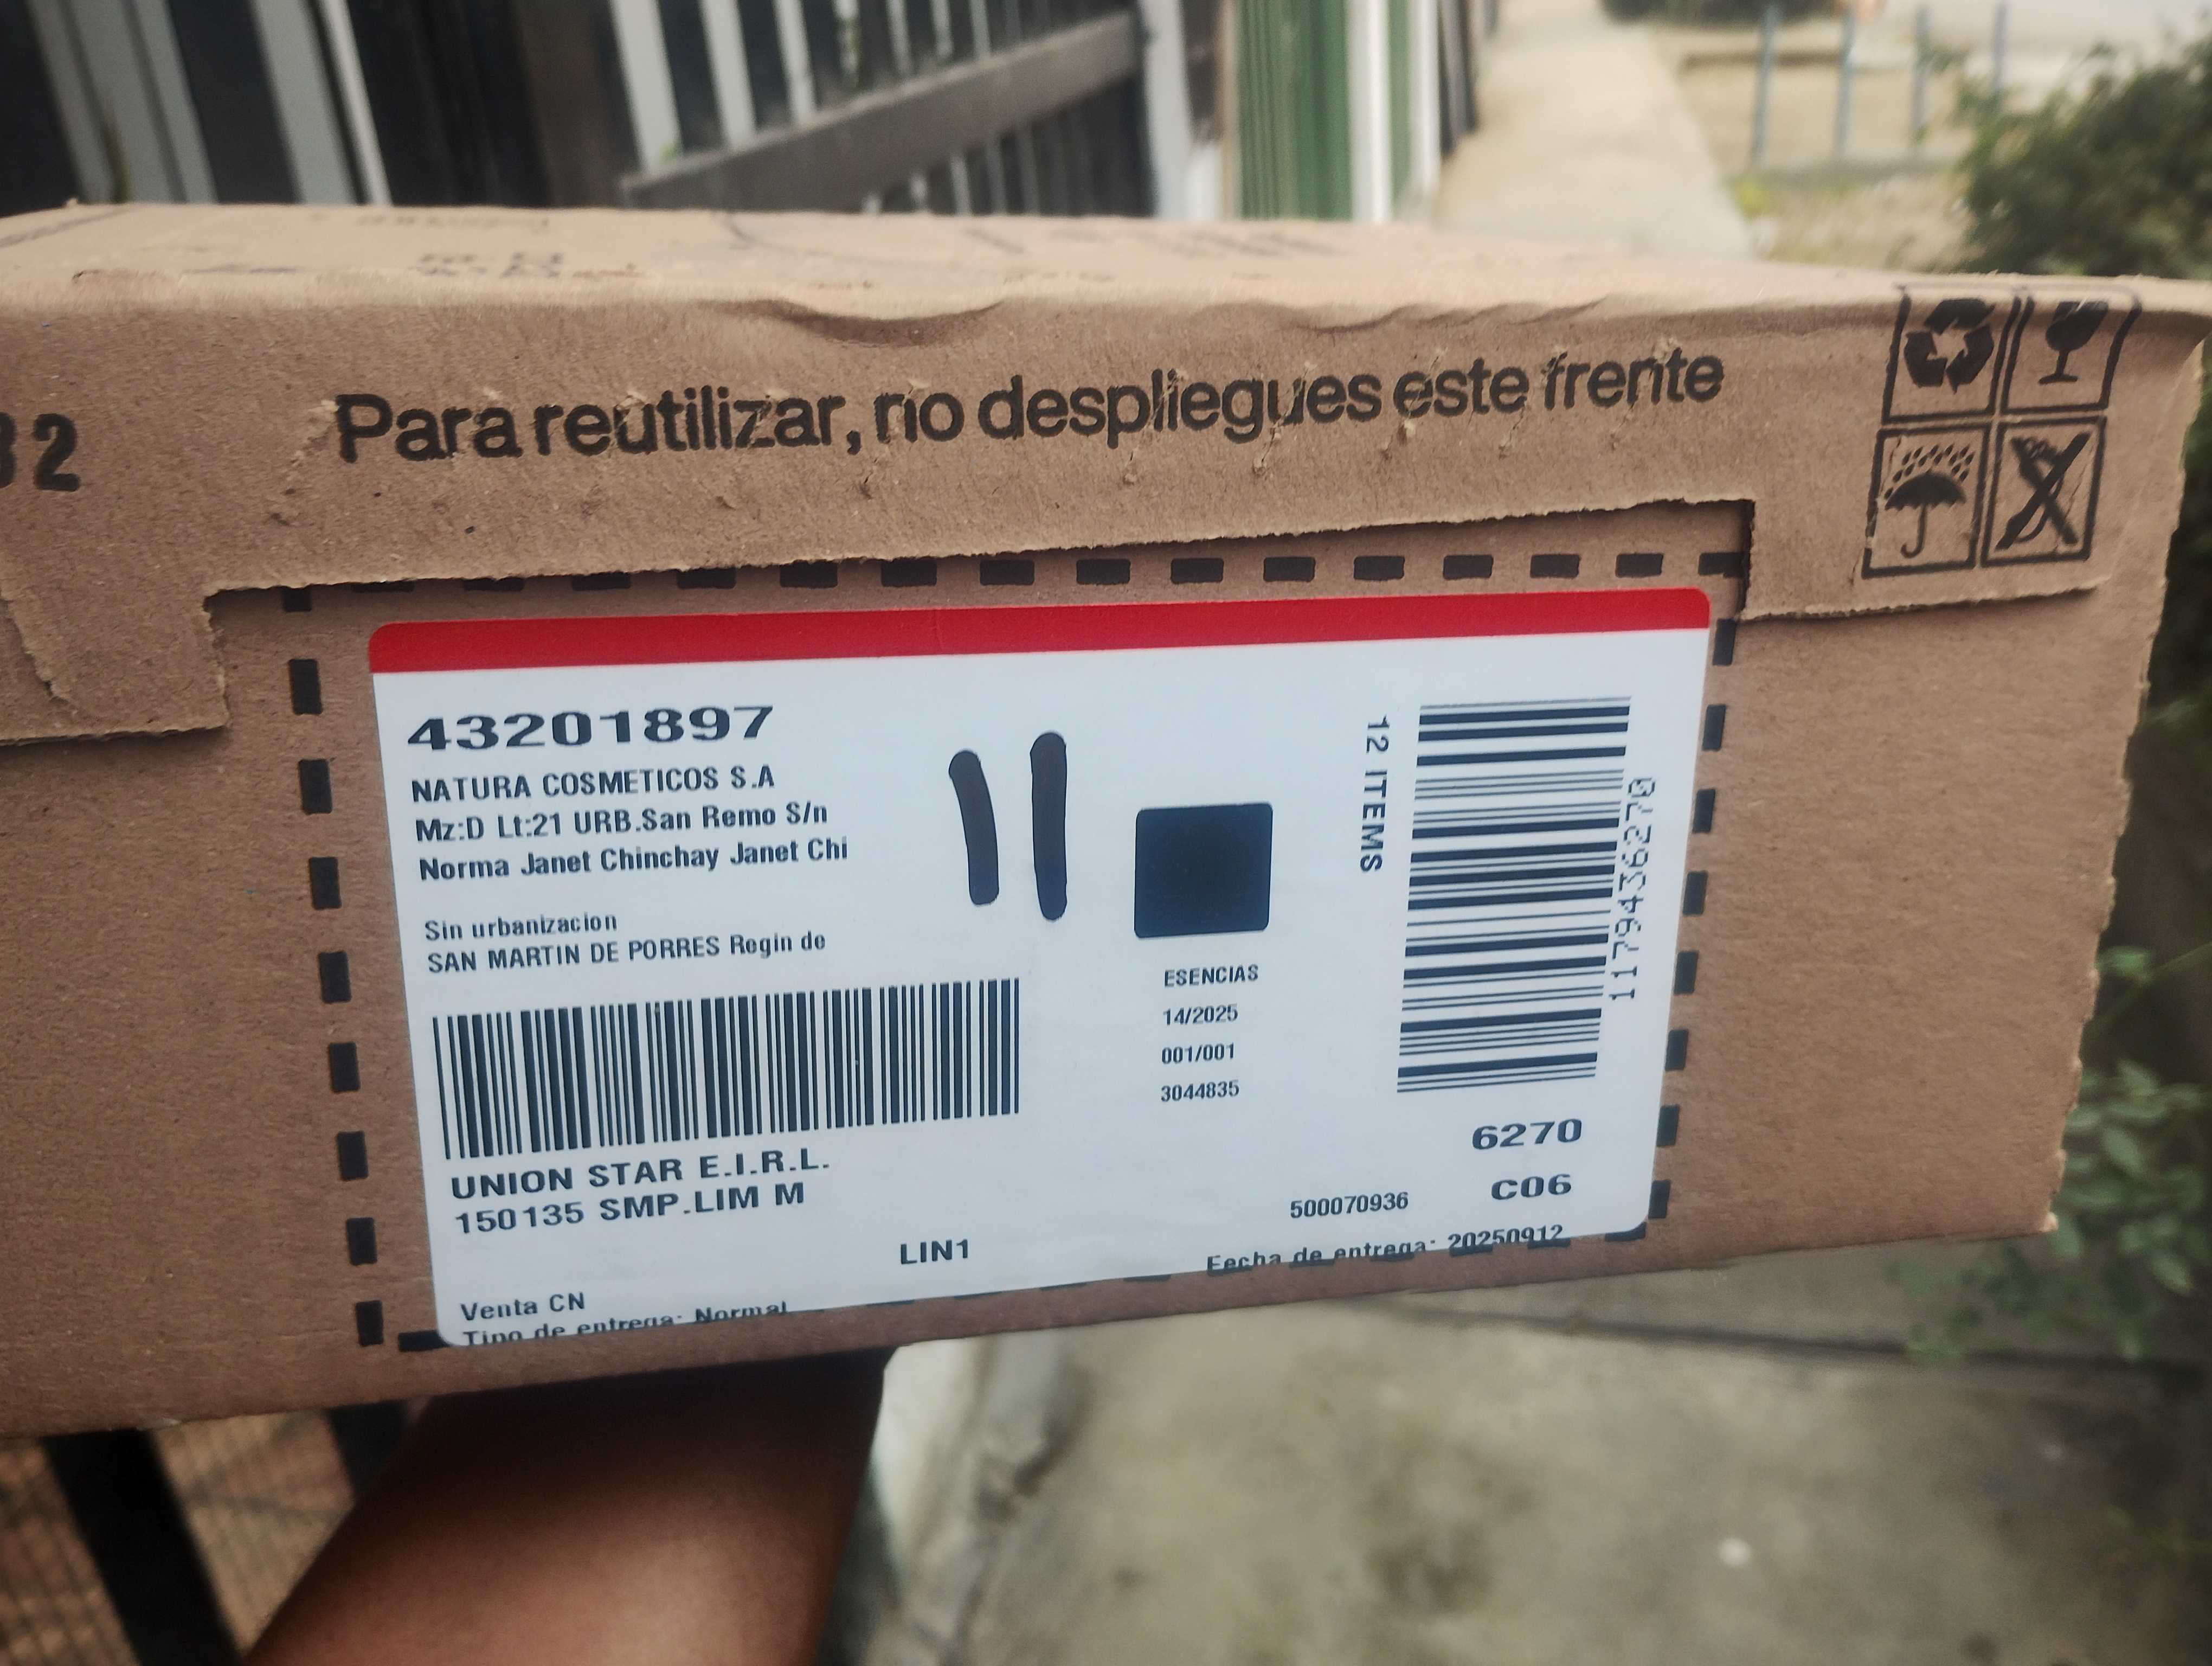 32
Para reutilizar, no despliegues este frente
43201897
NATURA COSMETICOS S.A
Mz:D Lt:21 URB.San Remo S/n
Norma Janet Chinchay Janet Chi
Sin urbanizacion
SAN MARTIN DE PORRES Regin de
11
12 ITEMS
1179436270
ESENCIAS
14/2025
001/001
3044835
UNION STAR E.I.R.L.
150135 SMP.LIM M
6270
500070936
C06
LIN1
Fecha de entrega: 20250912
Venta CN
Tipo de entrega: Normal